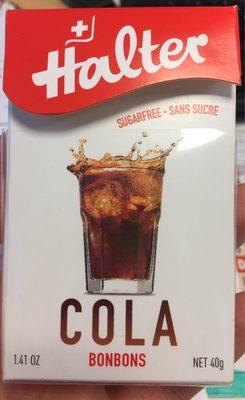 Halter
SUGARFREE • SANS SUCRE
COLA
BONBONS
1.41 OZ
NET 40g